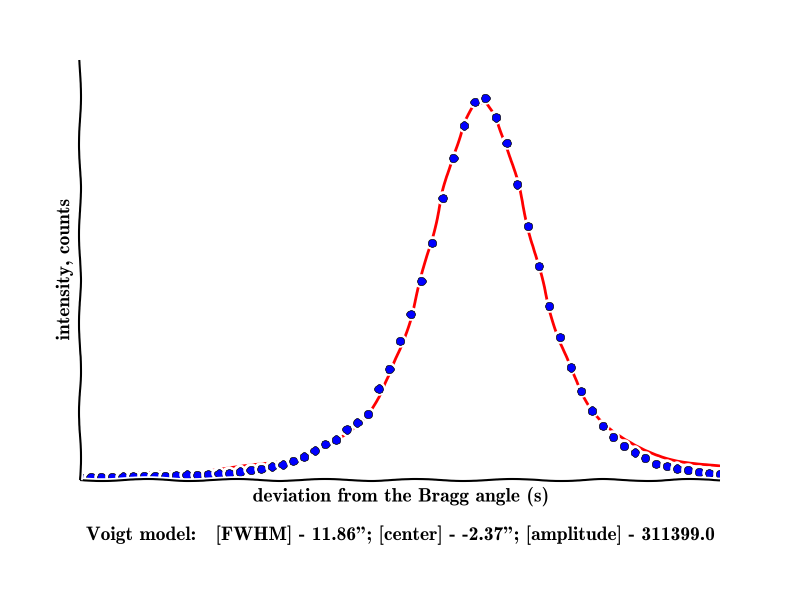 intensity, counts
deviation from the Bragg angle (s)
Voigt model: [FWHM] - 11.86”; [center] - -2.37”; [amplitude] - 311399.0